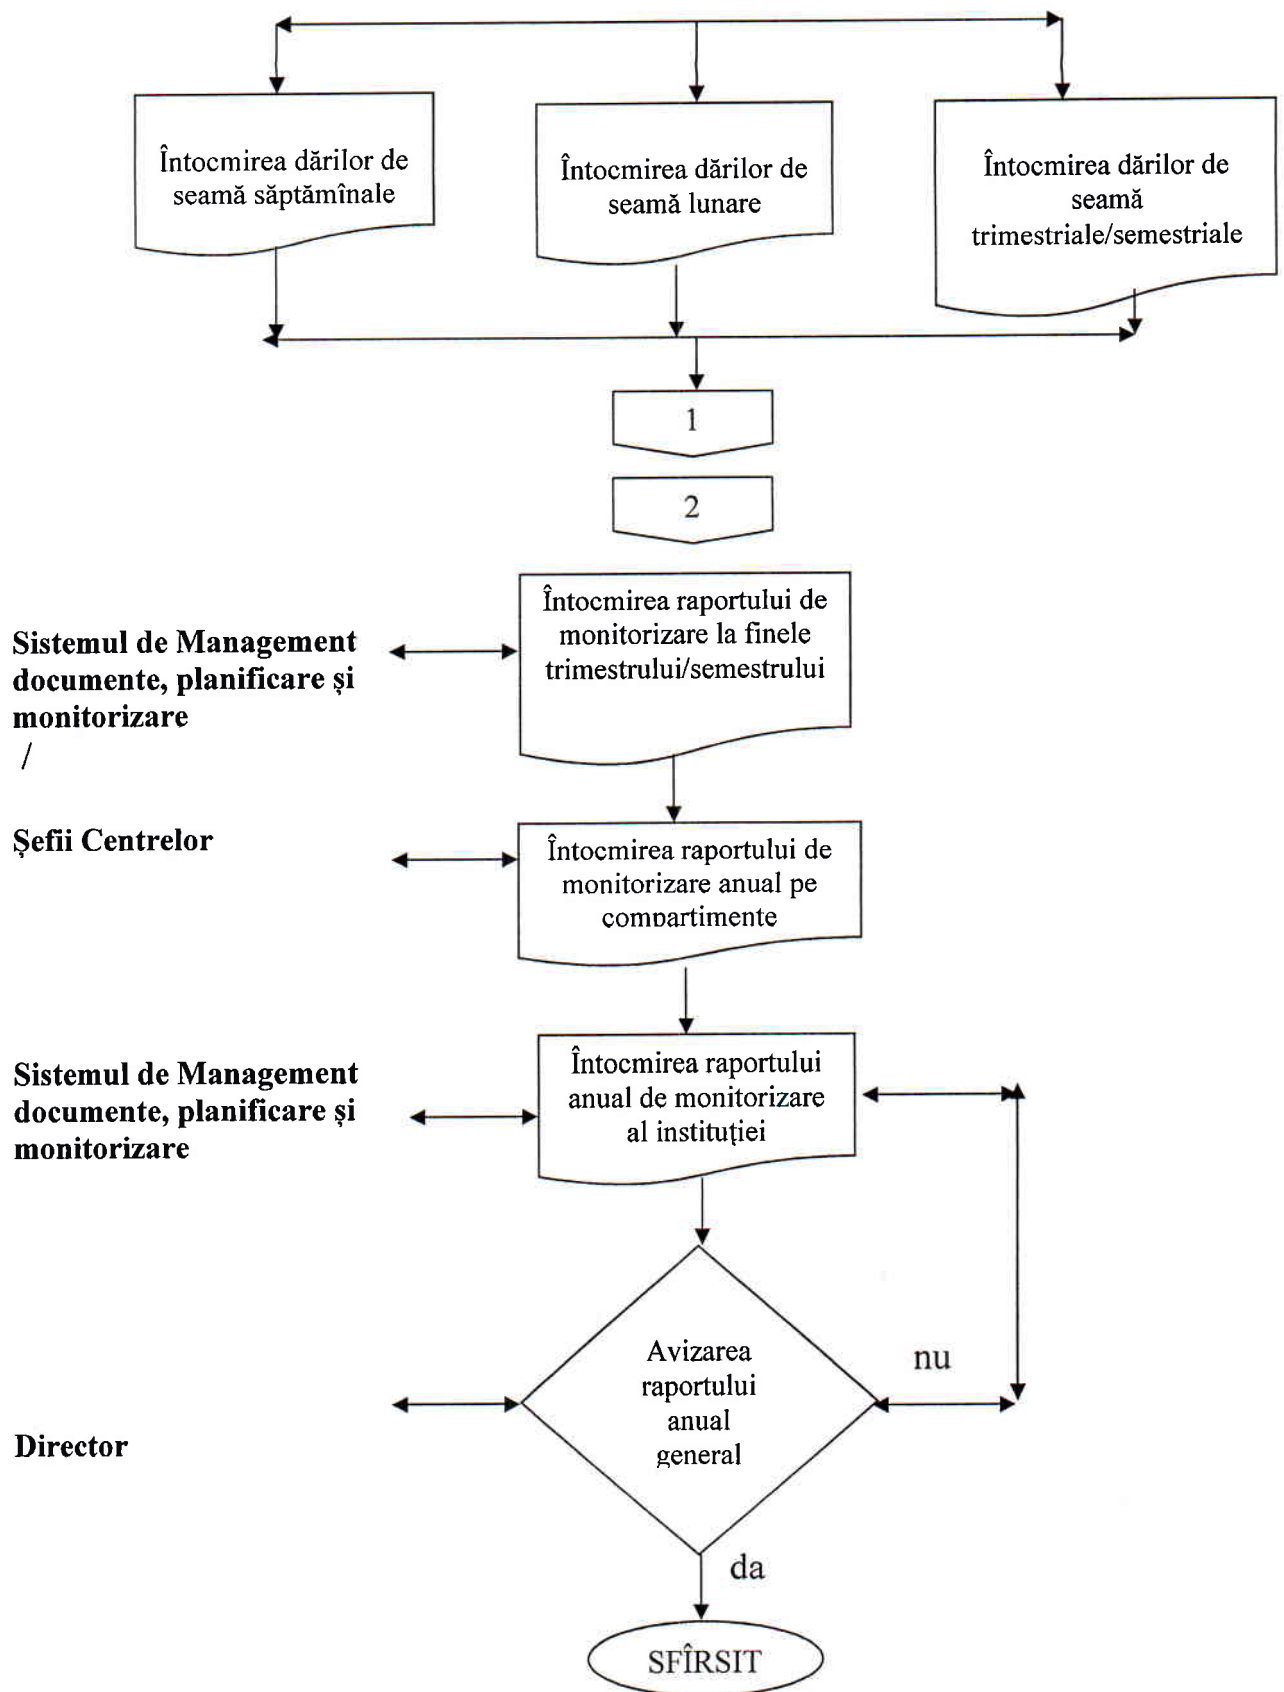 Întocmirea dărilor de
seamă săptămînale
Întocmirea dărilor de
seamă lunare
Întocmirea dărilor de
seamă
trimestriale/semestriale
1
2
Sistemul de Management
documente, planificare și
monitorizare
/
Întocmirea raportului de
monitorizare la finele
trimestrului/semestrului
Șefii Centrelor
Întocmirea raportului de
monitorizare anual pe
compartimente
Sistemul de Management
documente, planificare și
monitorizare
Întocmirea raportului
anual de monitorizare
al instituției
Director
Avizarea
raportului
anual
general
nu
da
SFÎRSIT